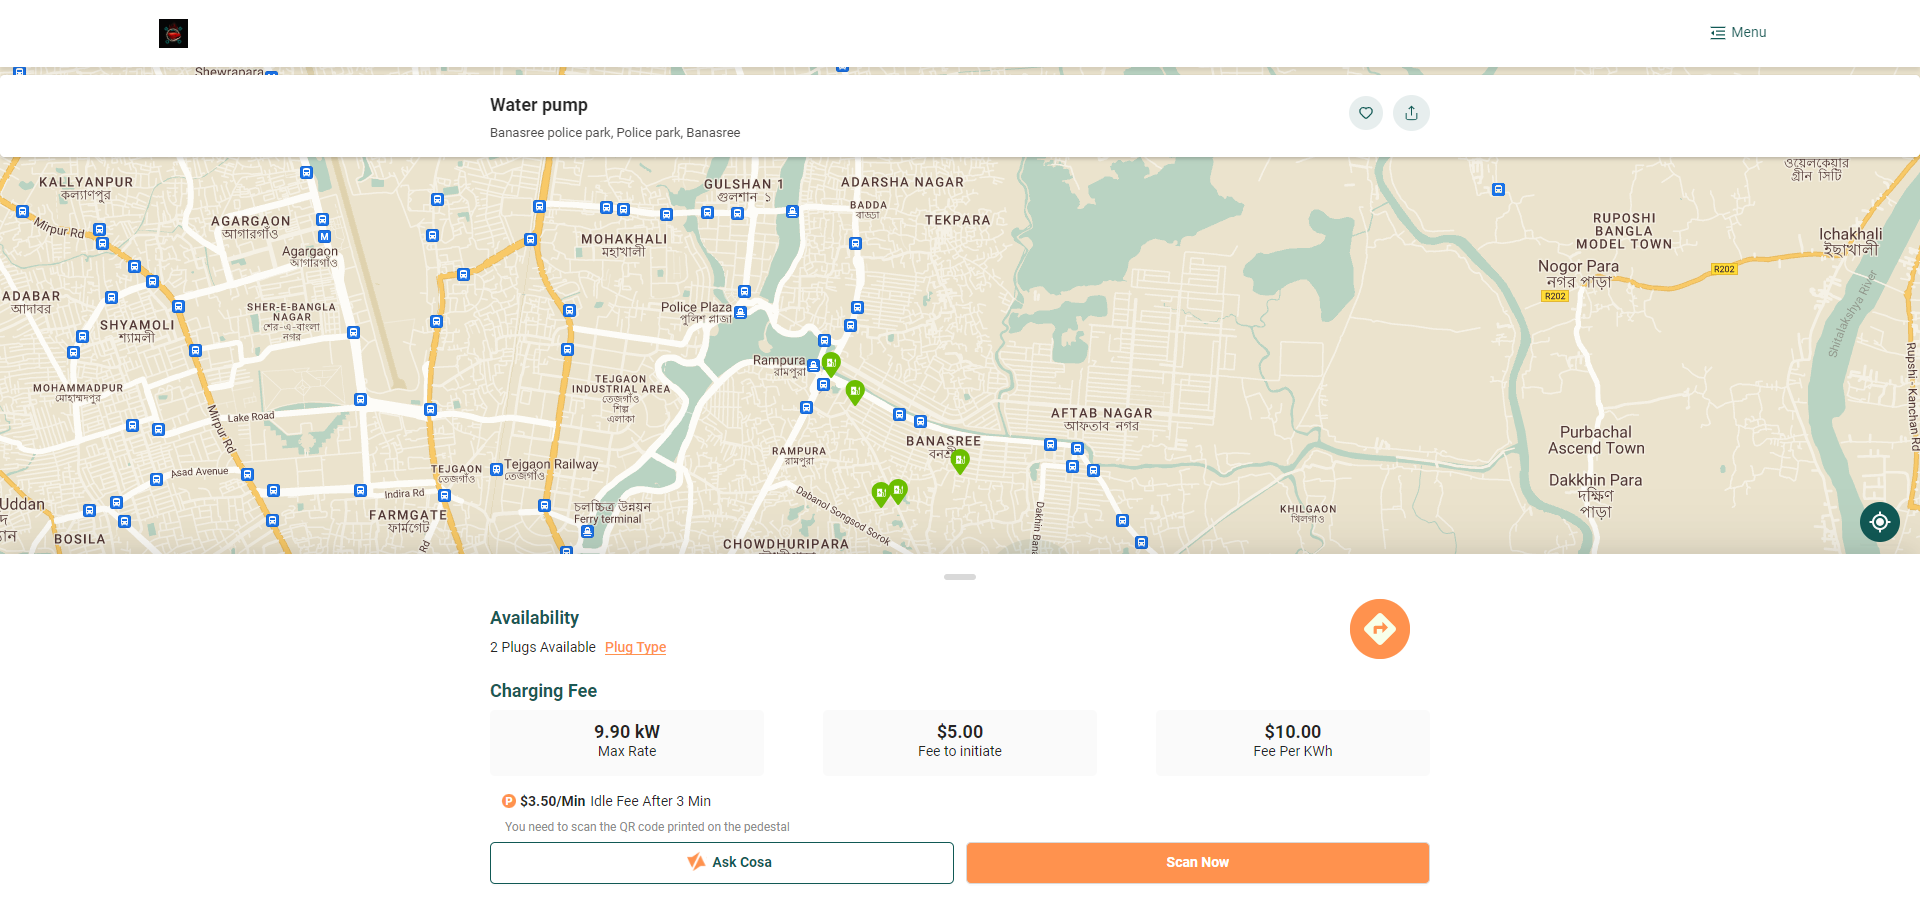 Menu
Shewrapara
Water pump
Banasree police park, Police park, Banasree
KALLYANPUR
কল্যাণপুর
GULSHAN 1
গুলশান ১
ADARSHA NAGAR
ওয়েলকেয়ার
গ্রীন সিটি
BADDA
বাড্ডা
Mirpur Rd
AGARGAON
আগারগাঁও
TEKPARA
RUPOSHI
BANGLA
MODEL TOWN
M
Agargaon
আগারগাঁও
MOHAKHALI
মহাখালী
Ichakhali
ইছাখালী
Nogor Para
নগর পাড়া
R202
R202
ADABAR
আদাবর
SHER-E-BANGLA
NAGAR
শের-এ-বাংলা
নগর
Police Plaza
পুলিশ প্লাজা
SHYAMOLI
শ্যামলী
Shitalakshya River
Rupshi - Kanchan Rd
Rampura
রামপুরা
MOHAMMADPUR
মোহাম্মদপুর
TEJGAON
INDUSTRIAL AREA
তেজগাঁও
শিল্প
এলাকা
Lake Road
Mirpur Rd
AFTAB NAGAR
আফতাব নগর
Purbachal
Ascend Town
BANASREE
বনশ্রী
RAMPURA
রামপুরা
TEJGAON
তেজগাঁও
Tejgaon Railway
তেজগাঁও
Asad Avenue
Indira Rd
Dakkhin Para
দক্ষিণ
পাড়া
Dabanol Songsod Sorok
Uddan
FARMGATE
ফার্মগেট
চলচ্চিত্র উন্নয়ন
Ferry terminal
KHILGAON
খিলগাঁও
Dakhin Bana
BOSILA
Rd
CHOWDHURIPARA
Availability
2 Plugs Available Plug Type
Charging Fee
9.90 kW
Max Rate
$5.00
Fee to initiate
$10.00
Fee Per KWh
P $3.50/Min Idle Fee After 3 Min
You need to scan the QR code printed on the pedestal
Ask Cosa
Scan Now